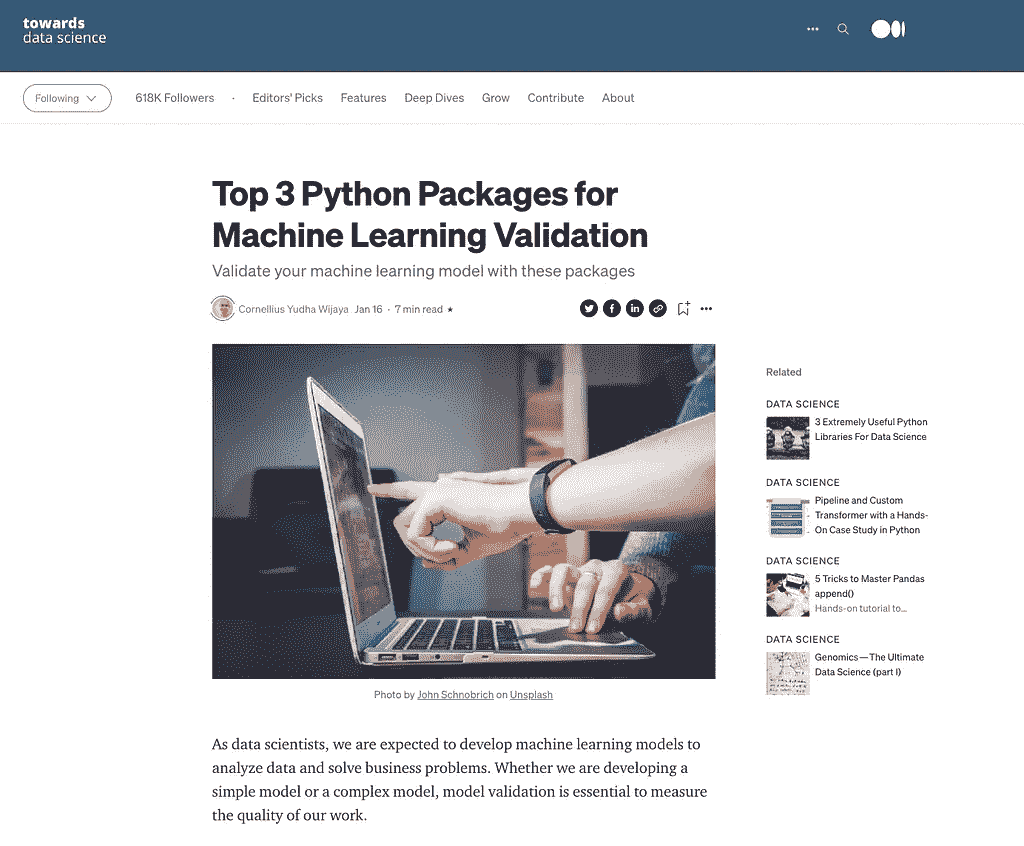 towards
data science
Following
618K Followers
·
Editors' Picks
Features
Deep Dives
Grow
Contribute
About
Top 3 Python Packages for
Machine Learning Validation
Validate your machine learning model with these packages
Cornellius Yudha Wijaya Jan 16 · 7 min read ★
Photo by John Schnobrich on Unsplash
As data scientists, we are expected to develop machine learning models to
analyze data and solve business problems. Whether we are developing a
simple model or a complex model, model validation is essential to measure
the quality of our work.
Related
DATA SCIENCE
3 Extremely Useful Python
Libraries For Data Science
DATA SCIENCE
Pipeline and Custom
Transformer with a Hands-
On Case Study in Python
DATA SCIENCE
5 Tricks to Master Pandas
append()
Hands-on tutorial to...
DATA SCIENCE
Genomics — The Ultimate
Data Science (part I)